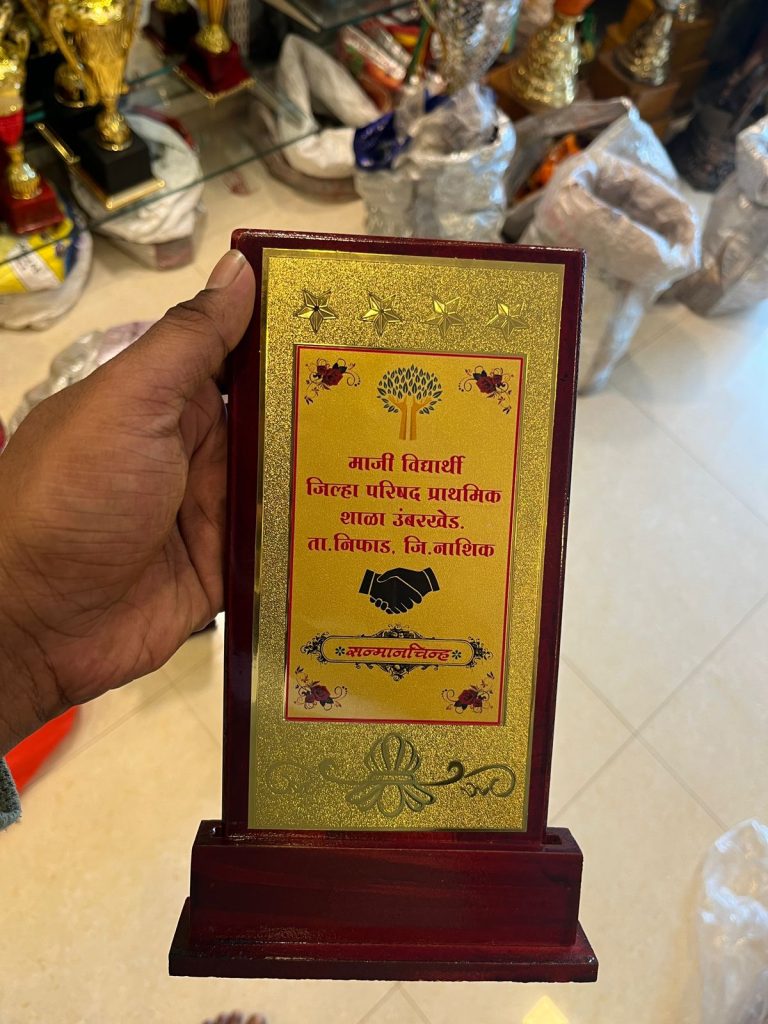 माजी विद्यार्थी
जिल्हा परिषद प्राथमिक
शाळा उंबरखेड.
ता.निफाड, जि.नाशिक
सन्मानचिन्ह